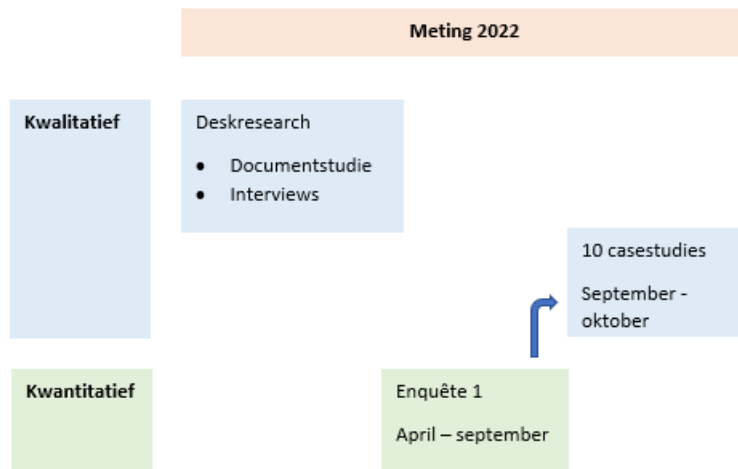 Meting 2022
Kwalitatief
Deskresearch
• Documentstudie
• Interviews
10 casestudies
September -
oktober
Kwantitatief
Enquête 1
April – september